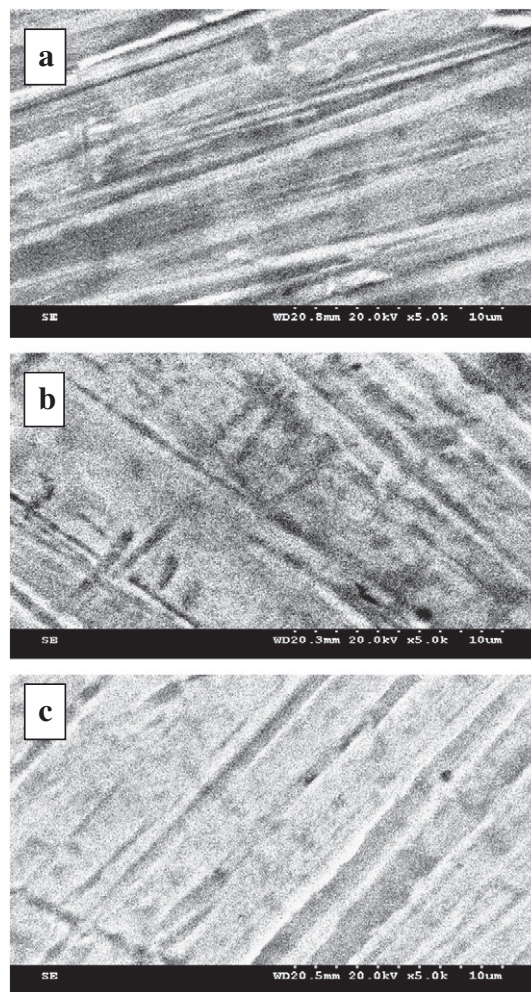 a
SE WD20.8mm 20.0kV x5.0k 10um
b
SE WD20.3mm 20.0kV x5.0k 10um
c
SE WD20.5mm 20.0kV x5.0k 10um